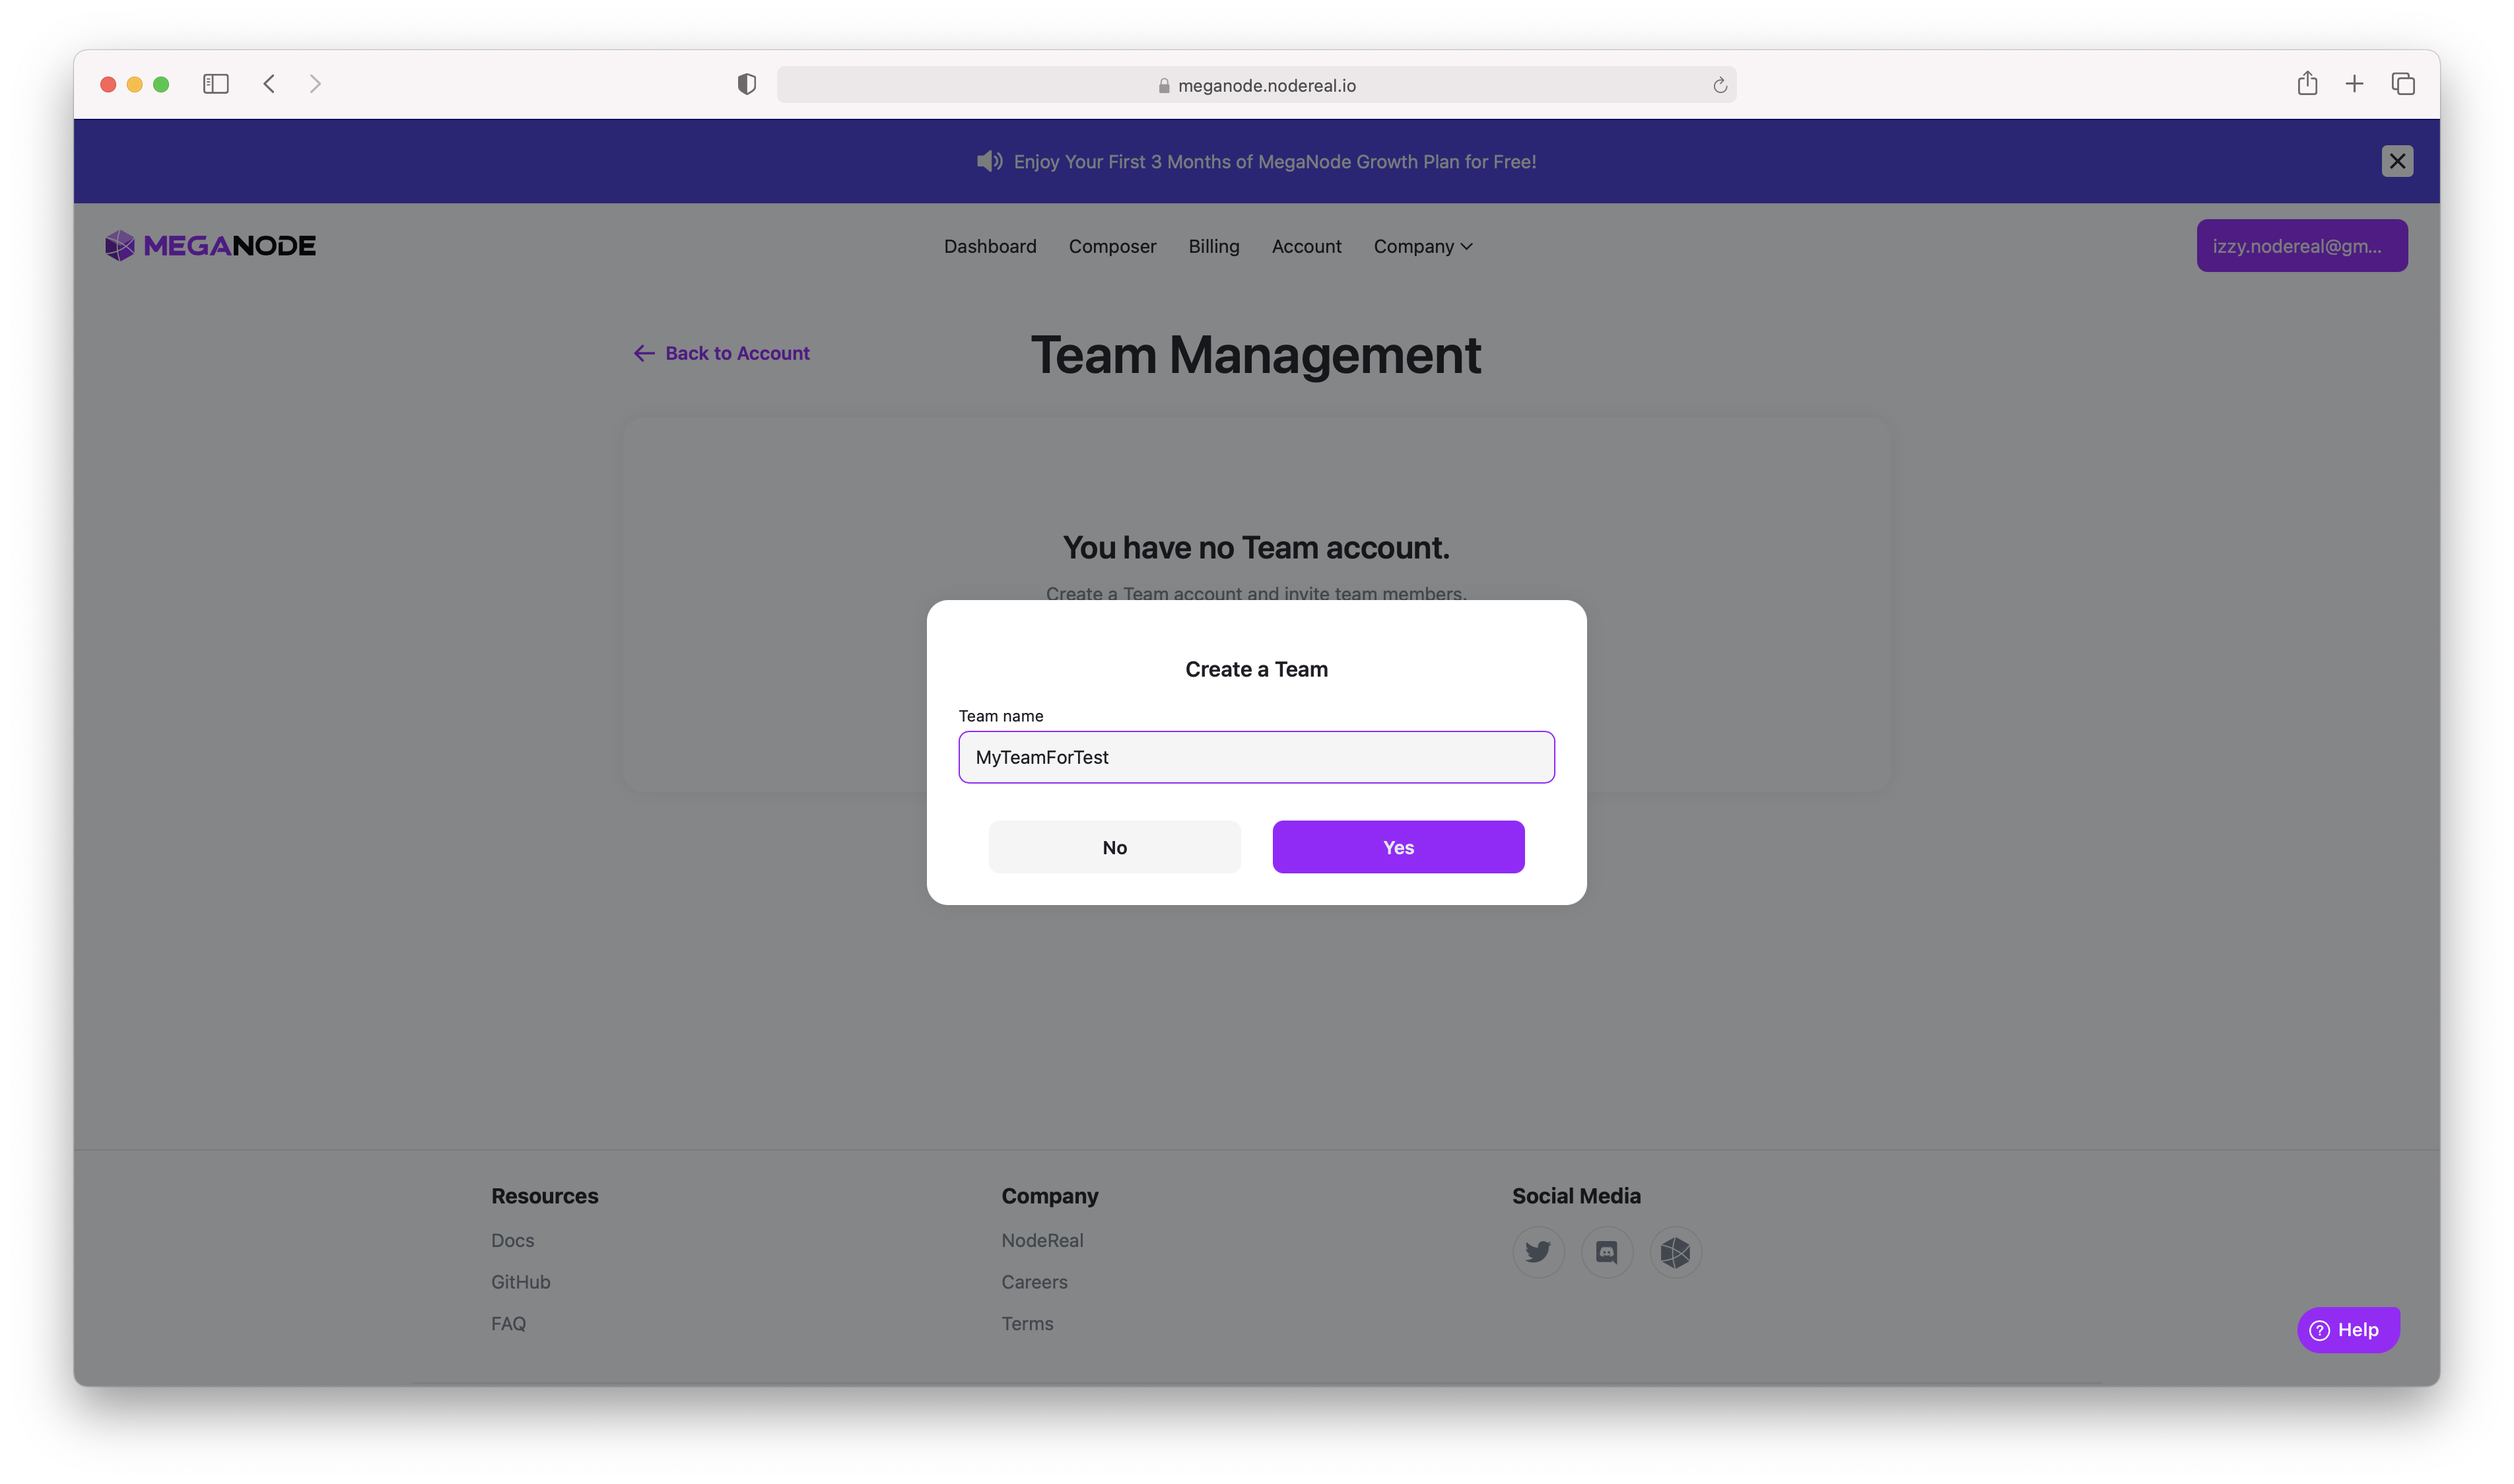 meganode.nodereal.io
Enjoy Your First 3 Months of MegaNode Growth Plan for Free!
MEGANODE
Dashboard Composer Billing Account Company
izzy.nodereal@gm...
Back to Account
Team Management
You have no Team account.
Create a Team account and invite team members.
Create a Team
Team name
MyTeamForTest
No Yes
Resources
Docs
GitHub
FAQ
Company
NodeReal
Careers
Terms
Social Media
Help